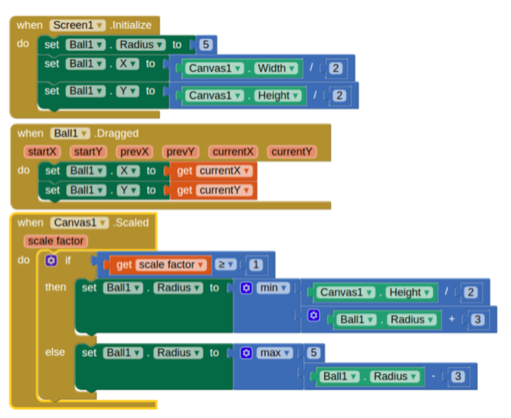 when Screen1 .Initialize
do set Ball1 . Radius to 5
set Ball1 . X to Canvas1 . Width / 2
set Ball1 . Y to Canvas1 . Height / 2
when Ball1 .Dragged
startX startY prevX prevY currentX currentY
do set Ball1 . X to get currentX
set Ball1 . Y to get currentY
when Canvas1 .Scaled
scale factor
do if get scale factor ≥ 1
then set Ball1 . Radius to min Canvas1 . Height / 2
Ball1 . Radius + 3
else set Ball1 . Radius to max 5
Ball1 . Radius - 3